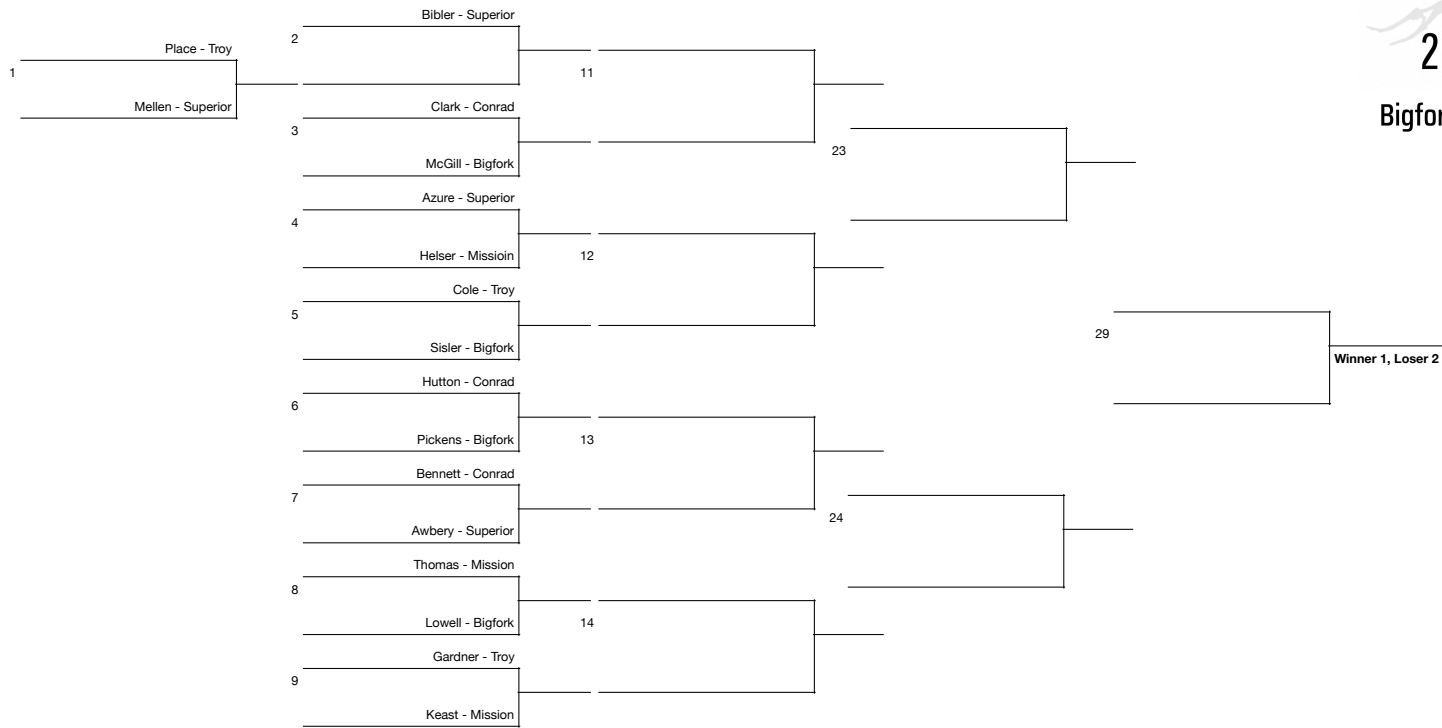 Bibler - Superior
2
Place - Troy
1
11
Mellen - Superior
Clark - Conrad
3
McGill - Bigfork
23
Azure - Superior
4
Helser - Missioin
12
Cole - Troy
5
Sisler - Bigfork
29
Winner 1, Loser 2
Hutton - Conrad
6
Pickens - Bigfork
13
Bennett - Conrad
7
Awbery - Superior
24
Thomas - Mission
8
Lowell - Bigfork
14
Gardner - Troy
9
Keast - Mission
2